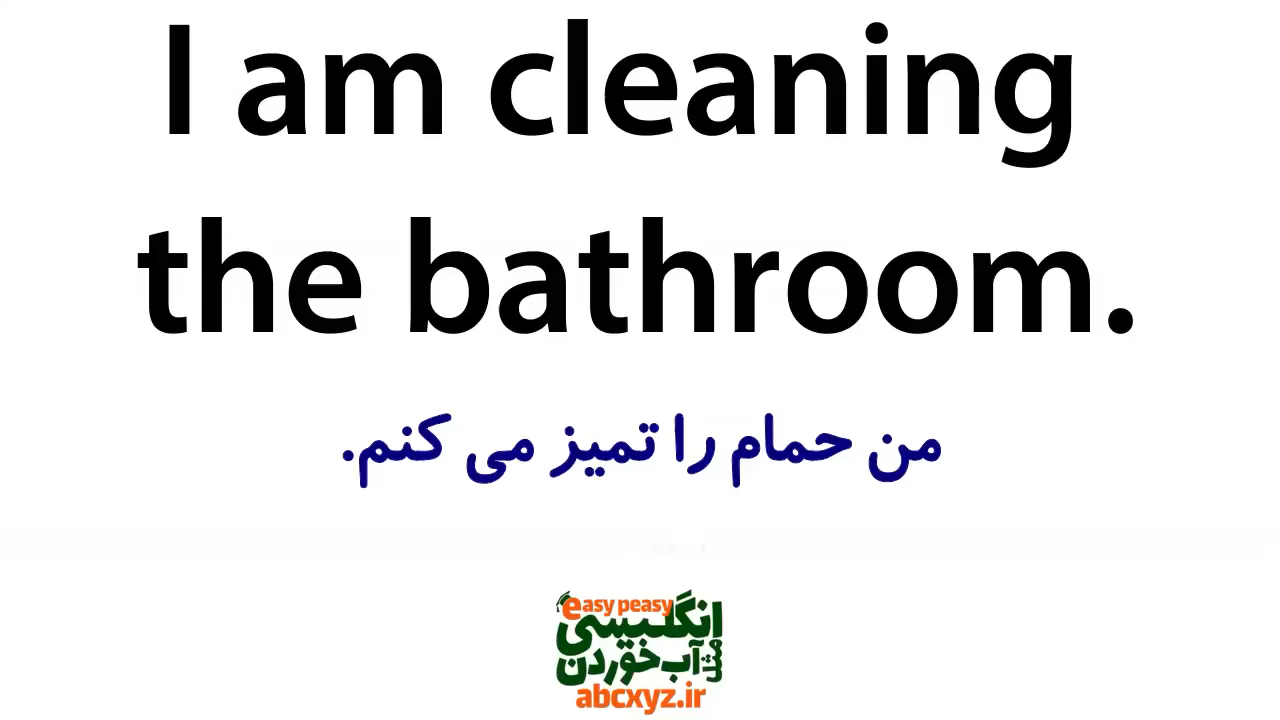 I am cleaning
the bathroom.
من حمام را تمیز می کنم.
easy peasy
انگلیسی
مثل آب خوردن
abcxyz.ir